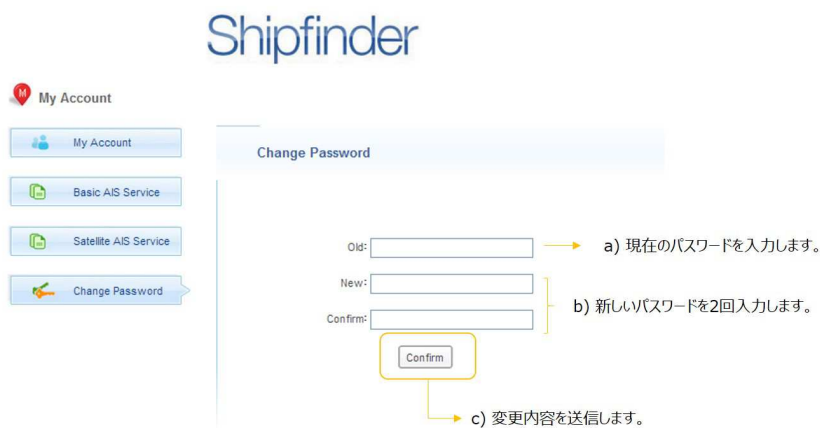 Shipfinder
M My Account
My Account
Basic AIS Service
Satellite AIS Service
Change Password
Change Password
Old:
a) 現在のパスワードを入力します。
New:
b) 新しいパスワードを2回入力します。
Confirm:
Confirm
c) 変更内容を送信します。